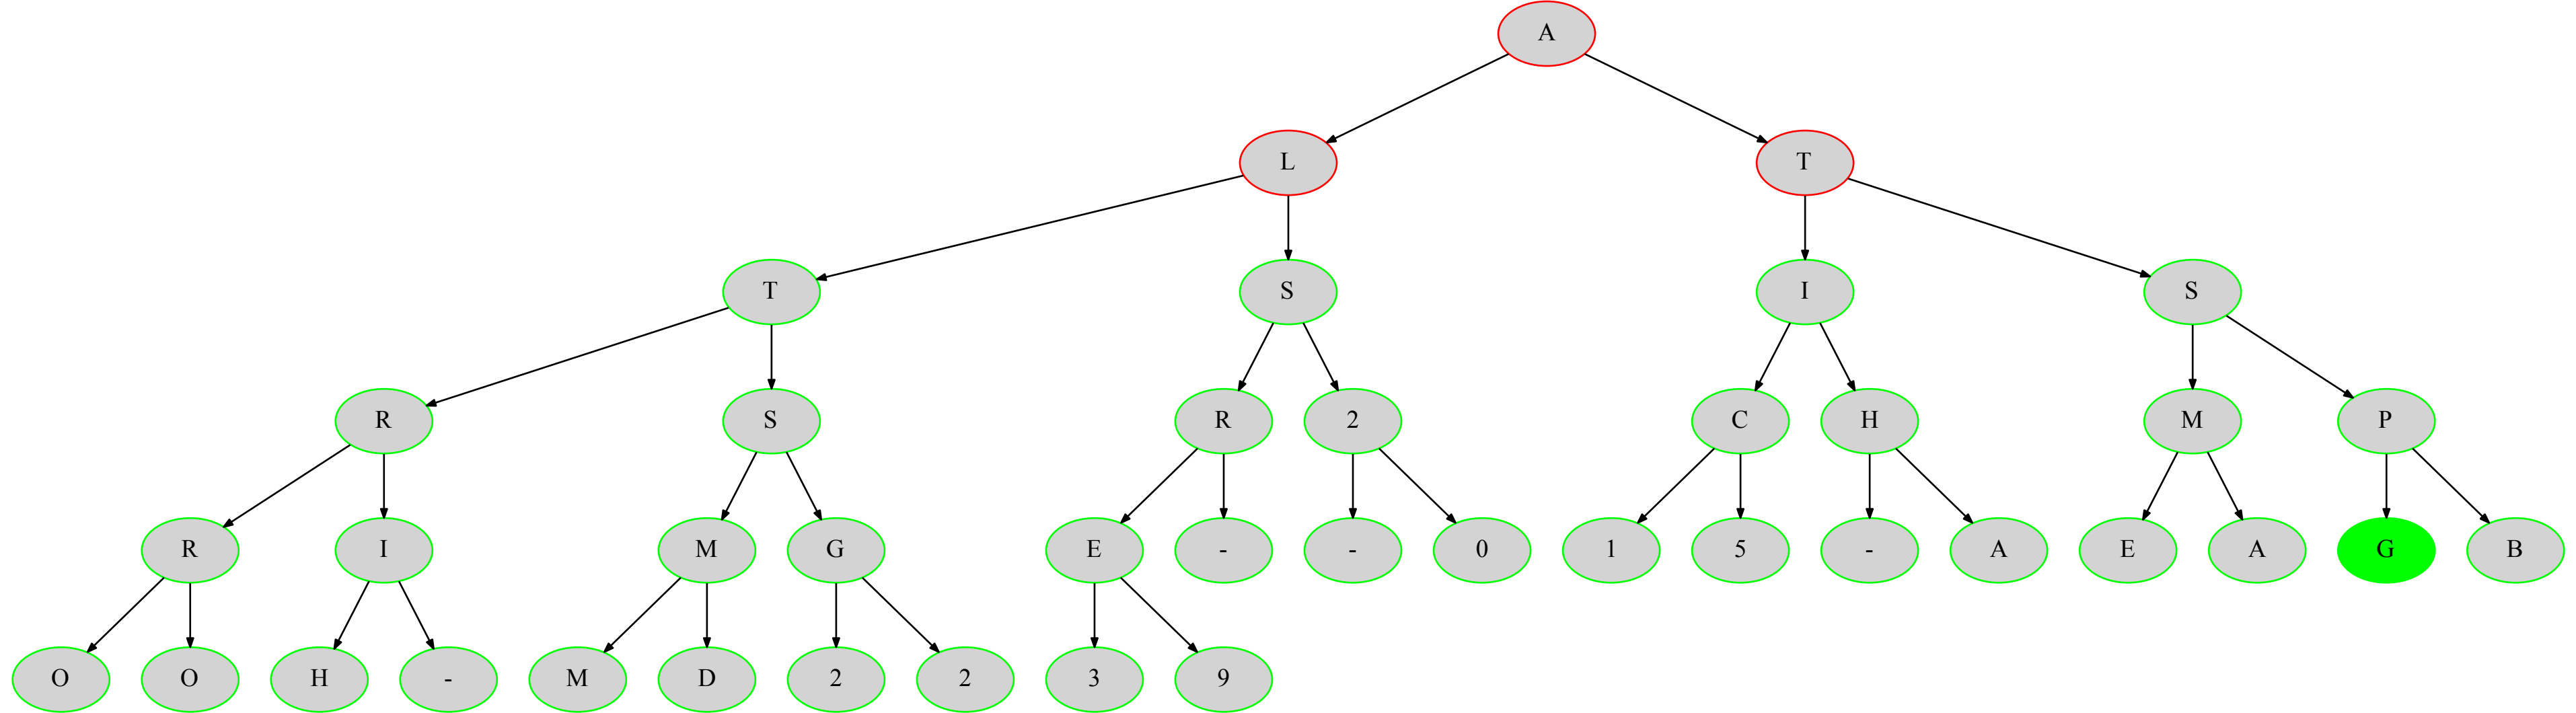 A
L T
T S I S
R S R 2 C H M P
R I M G E - - 0 1 5 - A E A G B
O O H - M D 2 2 3 9